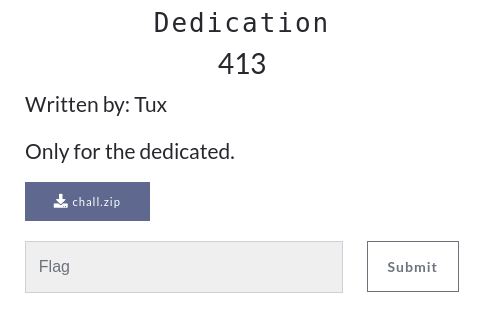 Dedication
413
Written by: Tux
Only for the dedicated.
chall.zip
Flag
Submit